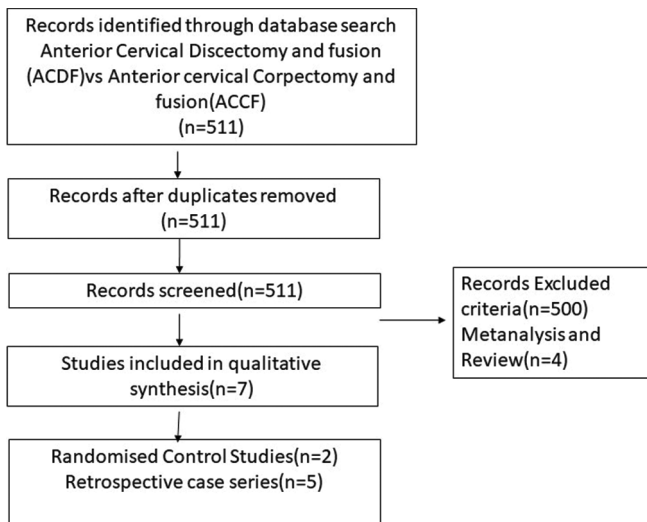 Records identified through database search
Anterior Cervical Discectomy and fusion
(ACDF)vs Anterior cervical Corpectomy and
fusion(ACCF)
(n=511)
Records after duplicates removed
(n=511)
Records screened(n=511)
Records Excluded
criteria(n=500)
Metanalysis and
Review(n=4)
Studies included in qualitative
synthesis(n=7)
Randomised Control Studies(n=2)
Retrospective case series(n=5)